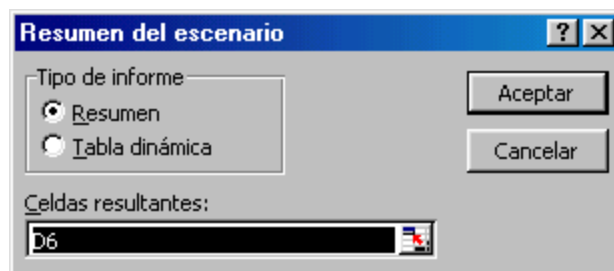 Resumen del escenario
Tipo de informe
Resumen
Tabla dinámica
Aceptar
Cancelar
Celdas resultantes:
D6